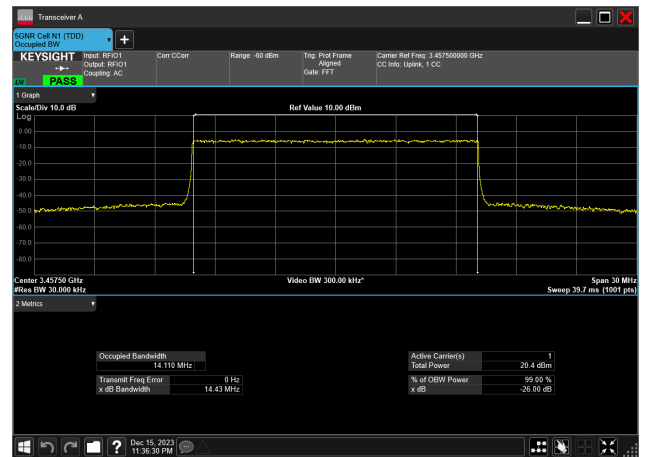 Transceiver A
5GNR Cell N1 (TDD)
Occupied BW
KEYSIGHT
LXI
PASS
Input: RFIO1
Output: RFIO1
Coupling: AC
Corr CCorr
Range: -60 dBm
Trig: Prot Frame
Aligned
Gate: FFT
Carrier Ref Freq: 3.457500000 GHz
CC Info: Uplink, 1 CC
1 Graph
Scale/Div 10.0 dB
Ref Value 10.00 dBm
Log
0.00
-10.0
-20.0
-30.0
-40.0
-50.0
-60.0
-70.0
-80.0
Center 3.45750 GHz
Video BW 300.00 kHz*
Span 30 MHz
#Res BW 30.000 kHz
Sweep 39.7 ms (1001 pts)
2 Metrics
Occupied Bandwidth
14.110 MHz
Active Carrier(s) 1
Total Power 20.4 dBm
Transmit Freq Error 0 Hz
x dB Bandwidth 14.43 MHz
% of OBW Power 99.00 %
x dB -26.00 dB
Dec 15, 2023
11:36:30 PM